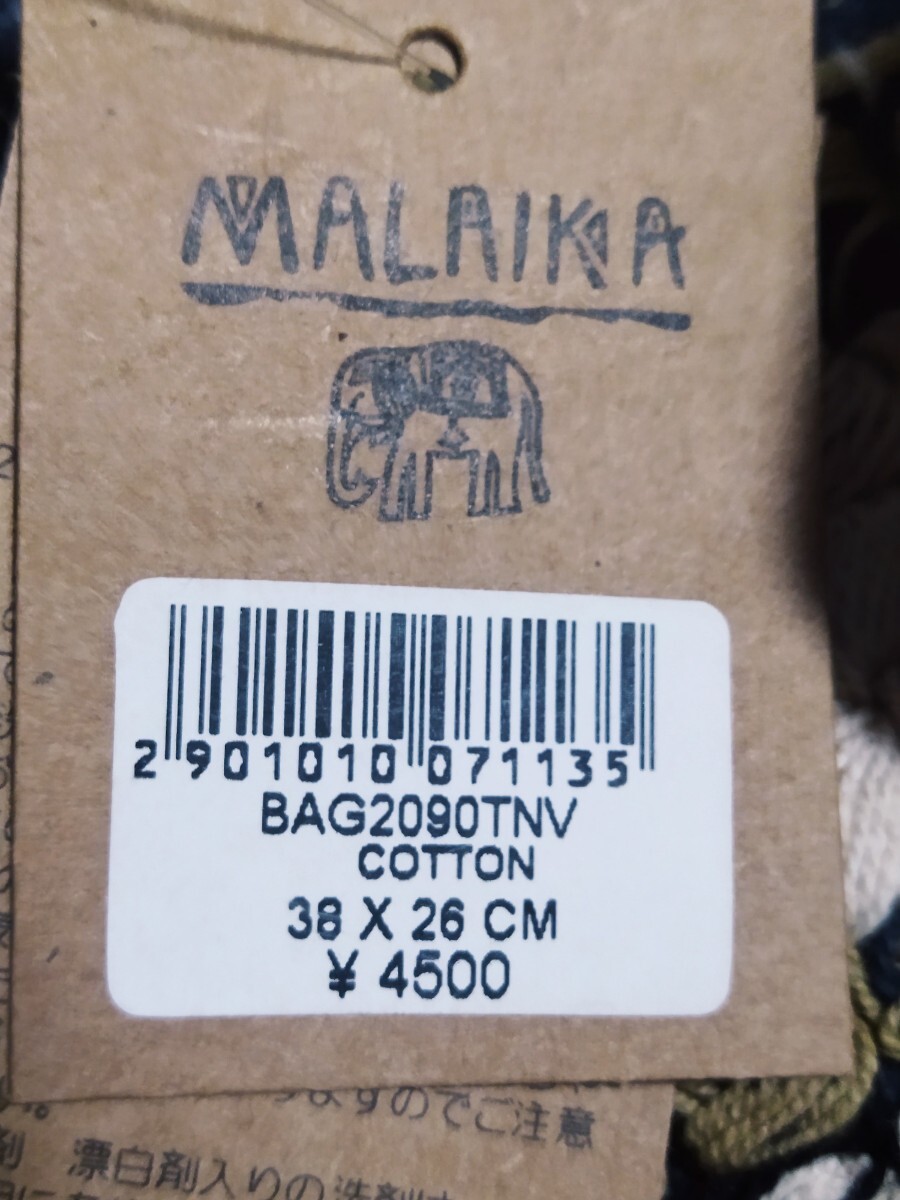 MALAIKA
2 901010 071135
BAG2090TNV
COTTON
38 X 26 CM
¥ 4500
ますのでご注意
剤 漂白剤入りの洗剤